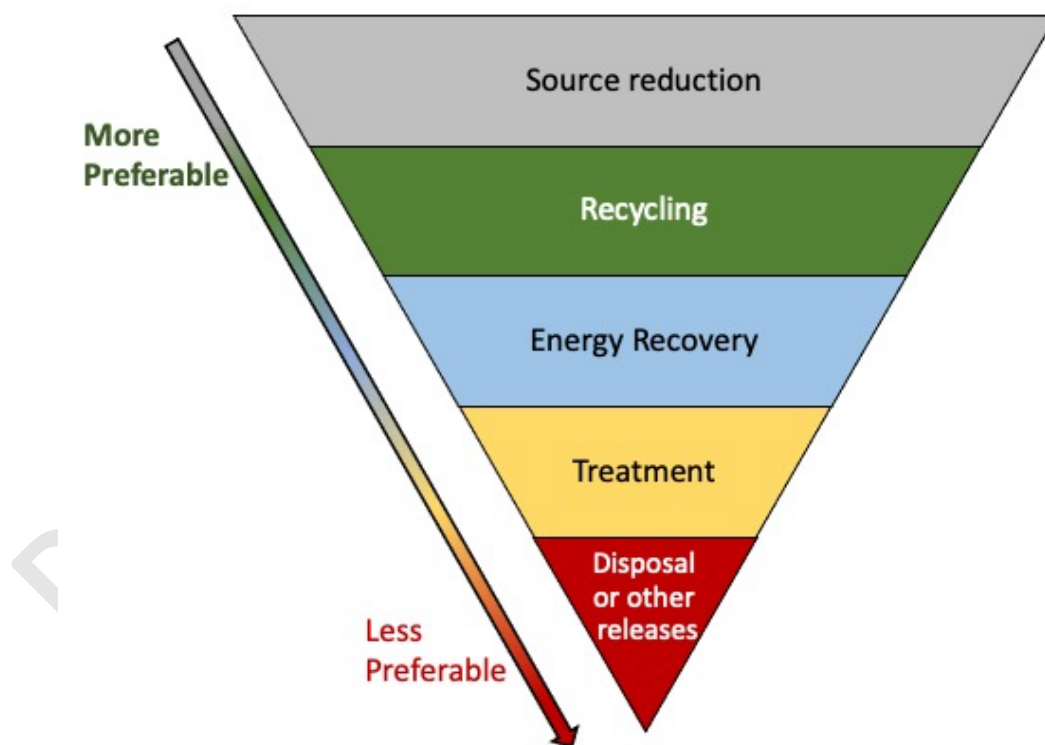 Source reduction
More
Preferable
Recycling
Energy Recovery
Treatment
Disposal
or other
releases
Less
Preferable